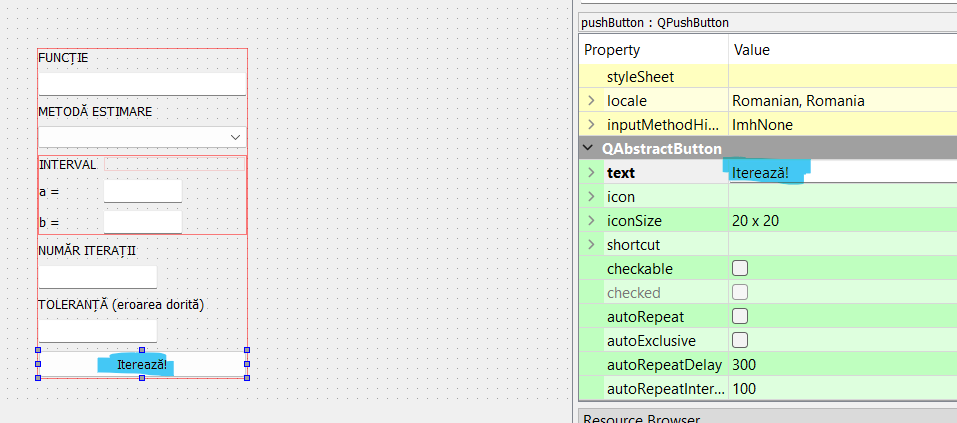 FUNCȚIE
METODĂ ESTIMARE
INTERVAL
a =
b =
NUMĂR ITERAȚII
TOLERANȚĂ (eroarea dorită)
Iterează!
pushButton : QPushButton
Property Value
styleSheet
locale Romanian, Romania
inputMethodHi... ImhNone
QAbstractButton
text Iterează!
icon
iconSize 20 x 20
shortcut
checkable
checked
autoRepeat
autoExclusive
autoRepeatDelay 300
autoRepeatInter... 100
Resource Browser